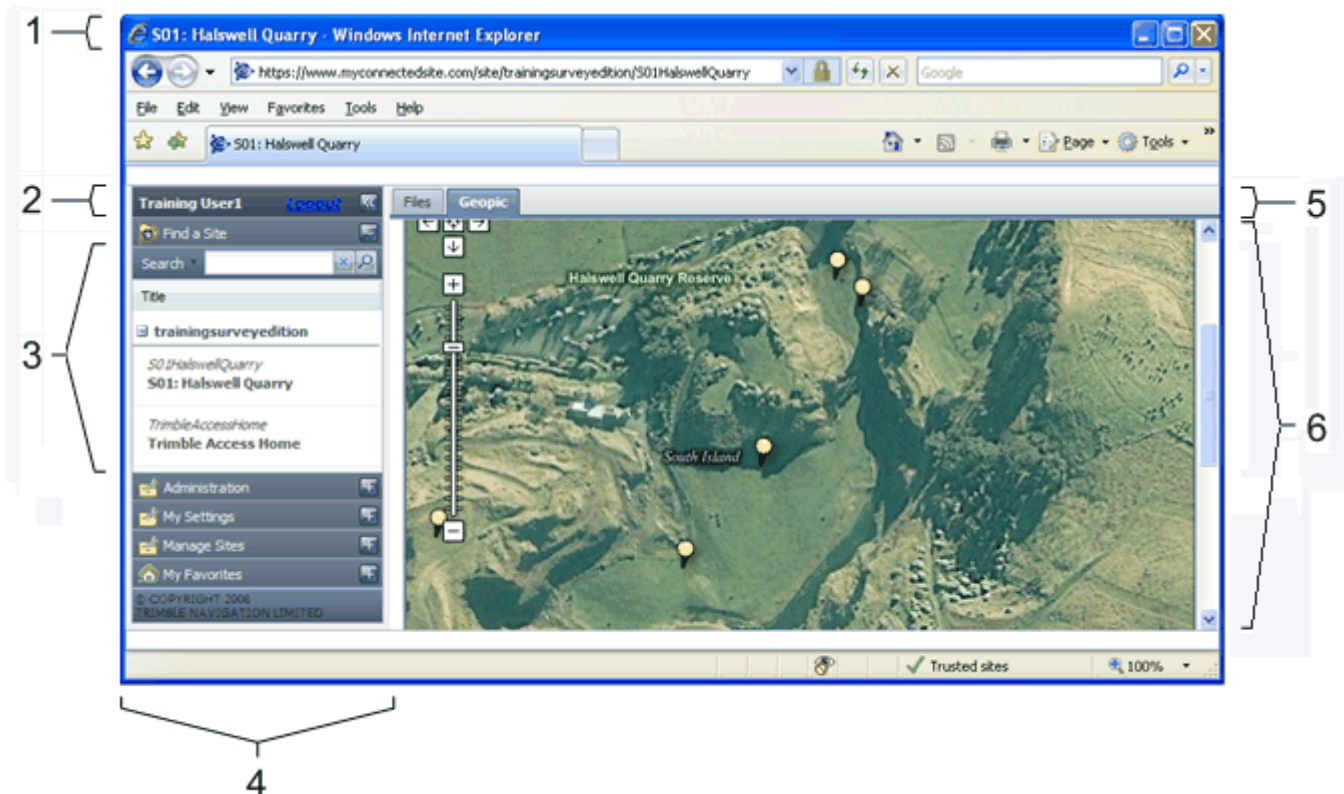 1
S01: Halswell Quarry - Windows Internet Explorer
https://www.myconnectedsite.com/site/trainingsurveyedition/S01HalswellQuarry
Google
File Edit View Favorites Tools Help
S01: Halswell Quarry
Page Tools
2
Training User1 Logout
Files Geopic
5
Find a Site
Search
Title
trainingsurveyedition
3
S01HalswellQuarry
S01: Halswell Quarry
TrimbleAccessHome
Trimble Access Home
Administration
My Settings
Manage Sites
My Favorites
© COPYRIGHT 2008
TRIMBLE NAVIGATION LIMITED
Halswell Quarry Reserve
South Island
6
Trusted sites
100%
4